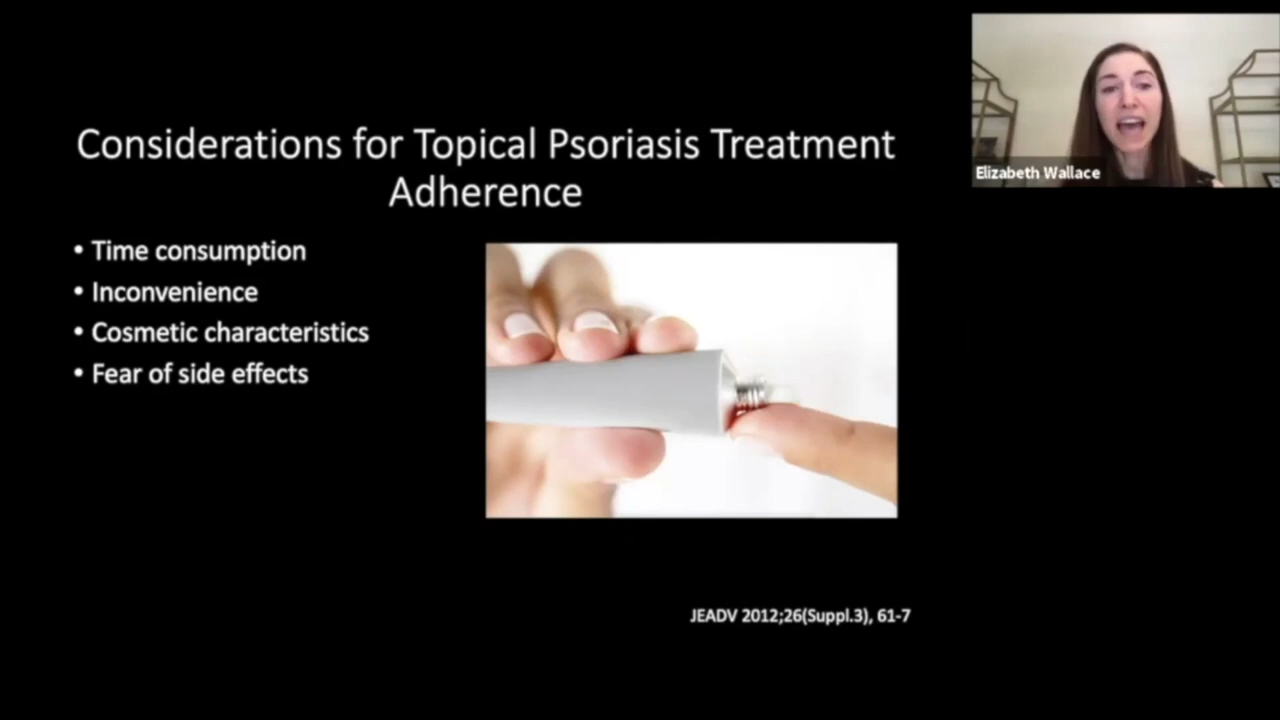 Considerations for Topical Psoriasis Treatment
Adherence
• Time consumption
• Inconvenience
• Cosmetic characteristics
• Fear of side effects
JEADV 2012;26(Suppl.3), 61-7
Elizabeth Wallace